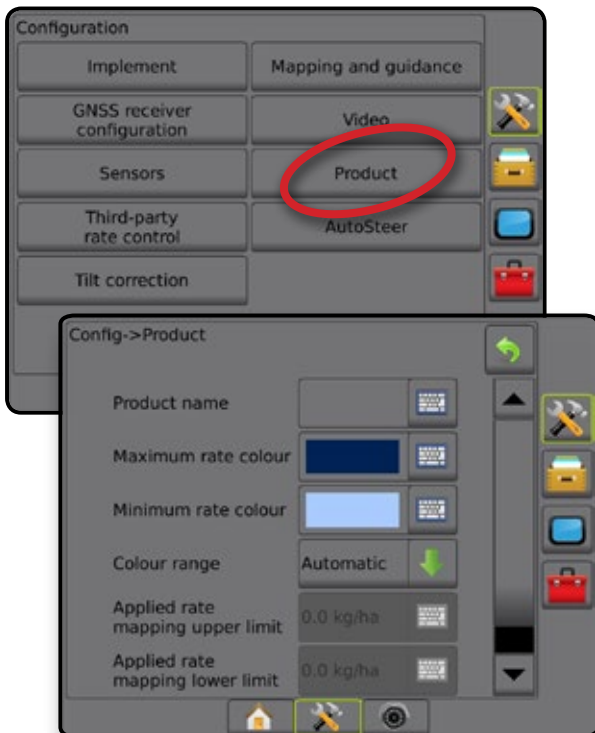 Configuration
Implement
Mapping and guidance
GNSS receiver
configuration
Video
Sensors
Product
Third-party
rate control
AutoSteer
Tilt correction
Config->Product
Product name
Maximum rate colour
Minimum rate colour
Colour range
Automatic
Applied rate
mapping upper limit
0.0 kg/ha
Applied rate
mapping lower limit
0.0 kg/ha